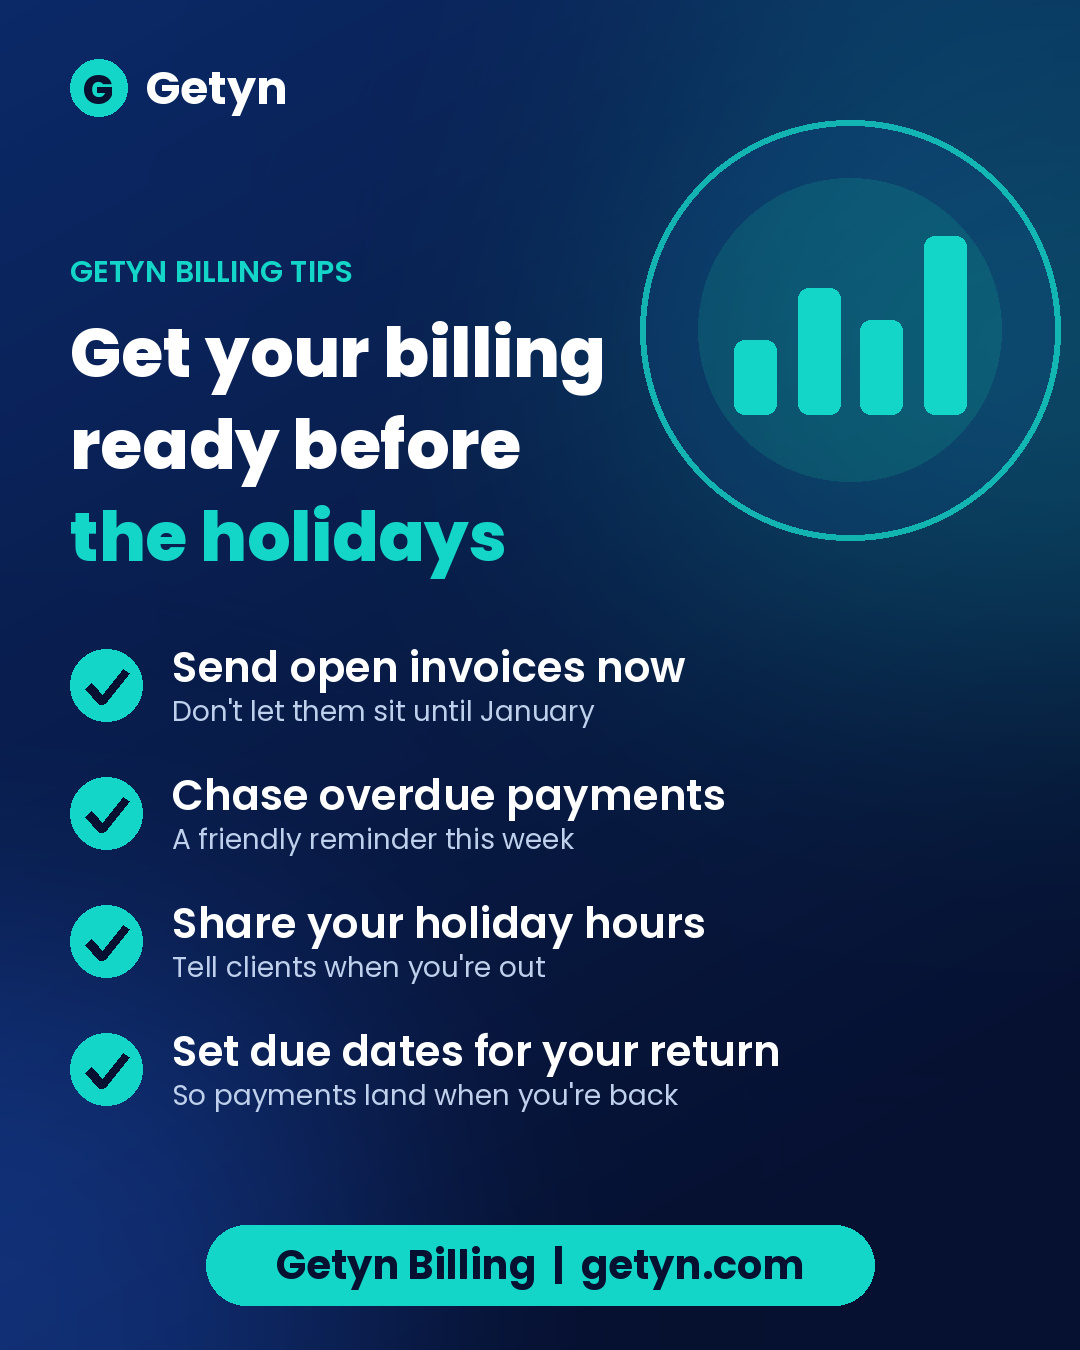 G Getyn
GETYN BILLING TIPS
Get your billing
ready before
the holidays
Send open invoices now
Don't let them sit until January
Chase overdue payments
A friendly reminder this week
Share your holiday hours
Tell clients when you're out
Set due dates for your return
So payments land when you're back
Getyn Billing | getyn.com